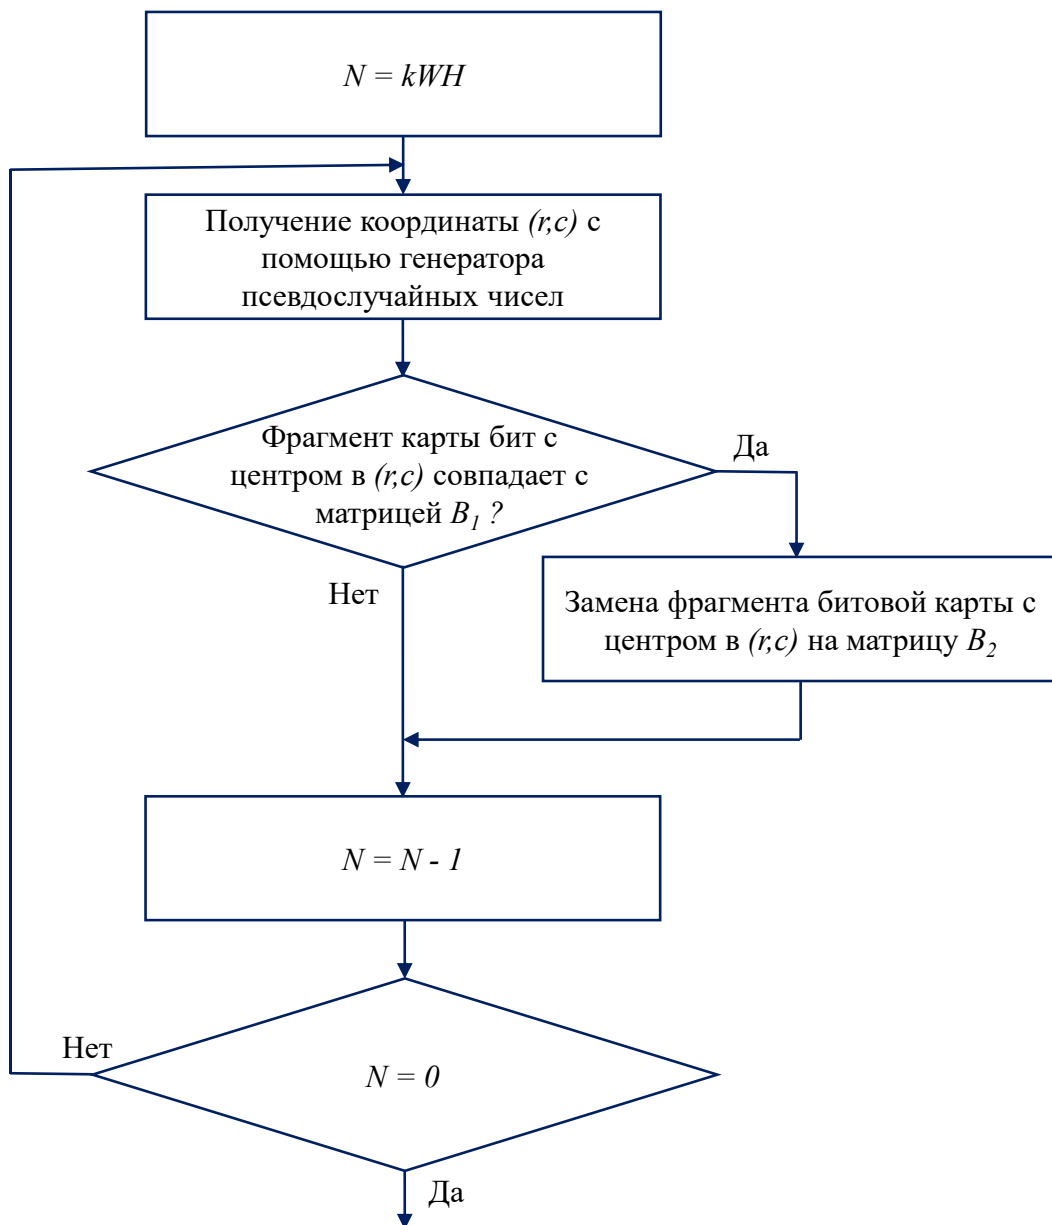 N = kWH
Получение координаты (r,c) с
помощью генератора
псевдослучайных чисел
Фрагмент карты бит с
центром в (r,c) совпадает с
матрицей B₁ ?
Да
Нет
Замена фрагмента битовой карты с
центром в (r,c) на матрицу B₂
N = N - 1
Нет
N = 0
Да